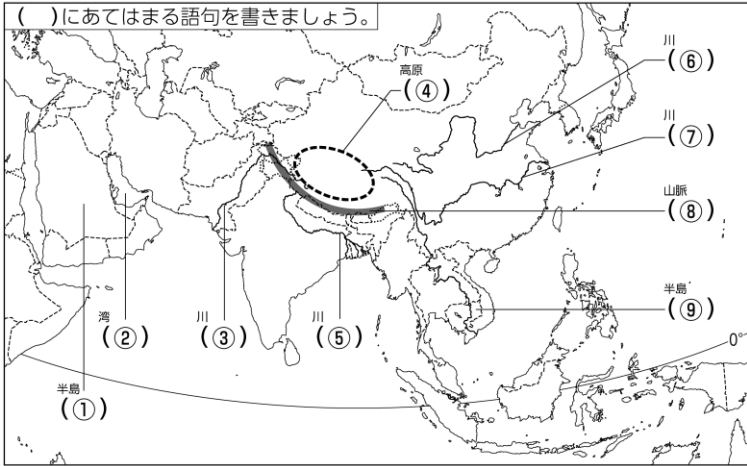 ( )にあてはまる語句を書きましょう。
川
(⑥)
高原
(④)
川
(⑦)
山脈
(⑧)
半島
(⑨)
0°
湾
(②)
川
(③)
川
(⑤)
半島
(①)